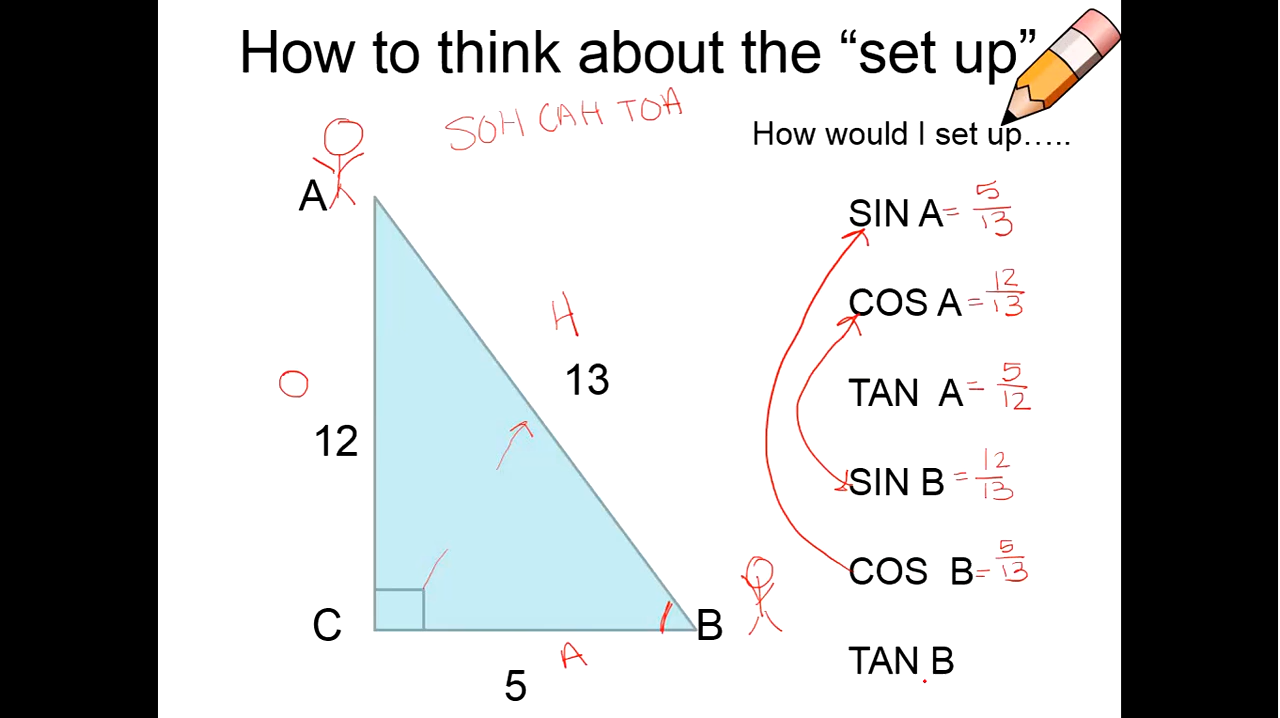 How to think about the “set up”
SOH CAH TOA
How would I set up…..
A
SIN A = 5/13
COS A = 12/13
H
13
O
12
TAN A = 5/12
SIN B = 12/13
COS B = 5/13
C
B
A
5
TAN B